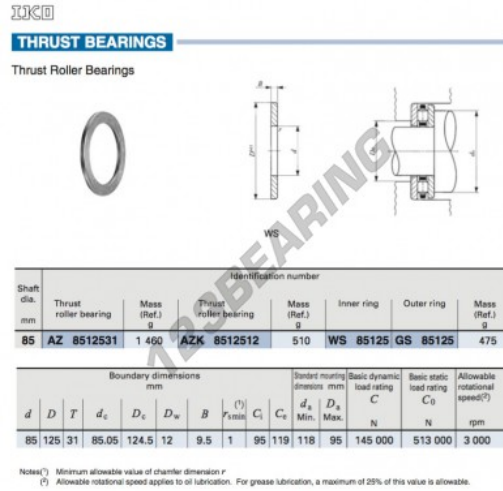 IKO
THRUST BEARINGS
Thrust Roller Bearings
B
d
WS
123BEARING
Identification number
Shaft dia. mm
Thrust roller bearing
Mass (Ref.) g
Thrust roller bearing
Mass (Ref.) g
Inner ring
Outer ring
Mass (Ref.) g
85 AZ 8512531 1 460 AZK 8512512 510 WS 85125 GS 85125 475
Boundary dimensions mm
Standard mounting dimensions mm
Basic dynamic load rating C N
Basic static load rating C0 N
Allowable rotational speed(2) rpm
d D T dc Dc Dw B rs min(1) Ci Ce da Min. Da Max.
85 125 31 85.05 124.5 12 9.5 1 95 119 118 95 145 000 513 000 3 000
Notes(1) Minimum allowable value of chamfer dimension r
(2) Allowable rotational speed applies to oil lubrication. For grease lubrication, a maximum of 25% of this value is allowable.